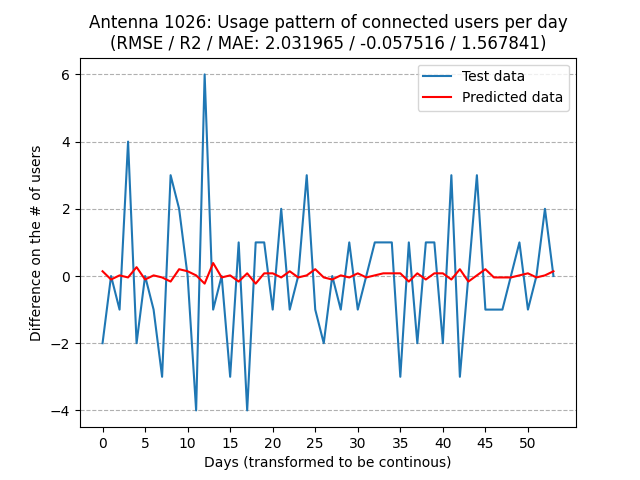 Antenna 1026: Usage pattern of connected users per day
(RMSE / R2 / MAE: 2.031965 / -0.057516 / 1.567841)
Test data
Predicted data
6
4
2
0
−2
−4
Difference on the # of users
0 5 10 15 20 25 30 35 40 45 50
Days (transformed to be continous)